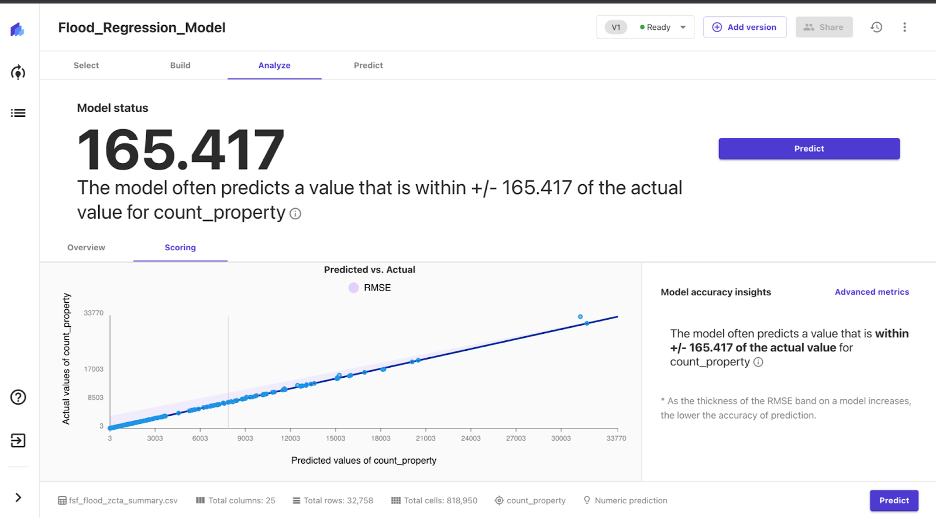 Flood_Regression_Model
V1 Ready
Add version
Share
Select Build Analyze Predict
Model status
165.417
Predict
The model often predicts a value that is within +/- 165.417 of the actual
value for count_property
Overview Scoring
Predicted vs. Actual
RMSE
Actual values of count_property
33770
17003
8503
3
3 3003 6003 9003 12003 15003 18003 21003 24003 27003 30003 33770
Predicted values of count_property
Model accuracy insights Advanced metrics
The model often predicts a value that is within
+/- 165.417 of the actual value for
count_property
* As the thickness of the RMSE band on a model increases,
the lower the accuracy of prediction.
fsf_flood_zcta_summary.csv Total columns: 25 Total rows: 32,758 Total cells: 818,950 count_property Numeric prediction
Predict